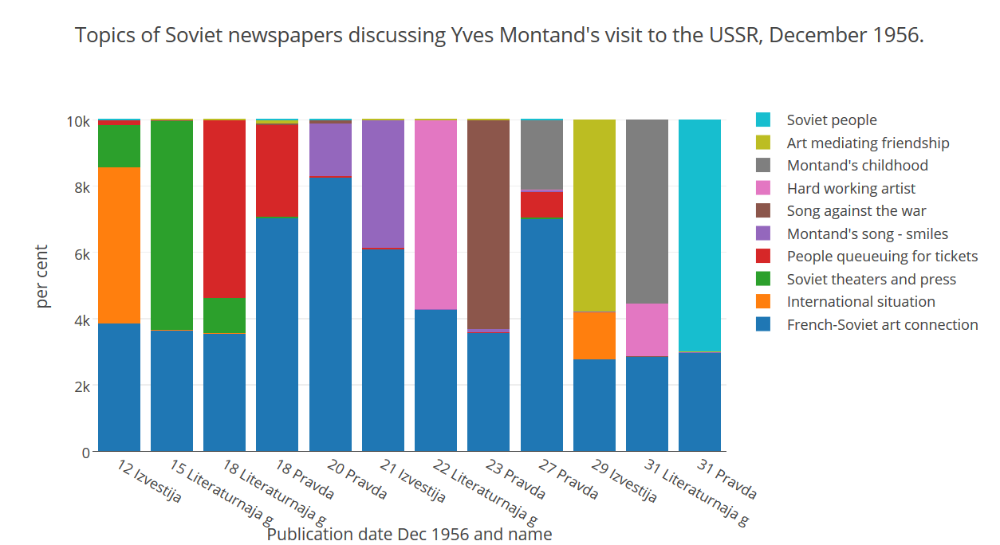 Topics of Soviet newspapers discussing Yves Montand's visit to the USSR, December 1956.
10k
8k
6k
4k
2k
0
per cent
12 Izvestija
15 Literaturnaja g
18 Literaturnaja g
18 Pravda
20 Pravda
21 Izvestija
22 Literaturnaja g
23 Pravda
27 Pravda
29 Izvestija
31 Literaturnaja g
31 Pravda
Publication date Dec 1956 and name
Soviet people
Art mediating friendship
Montand's childhood
Hard working artist
Song against the war
Montand's song - smiles
People queueuing for tickets
Soviet theaters and press
International situation
French-Soviet art connection